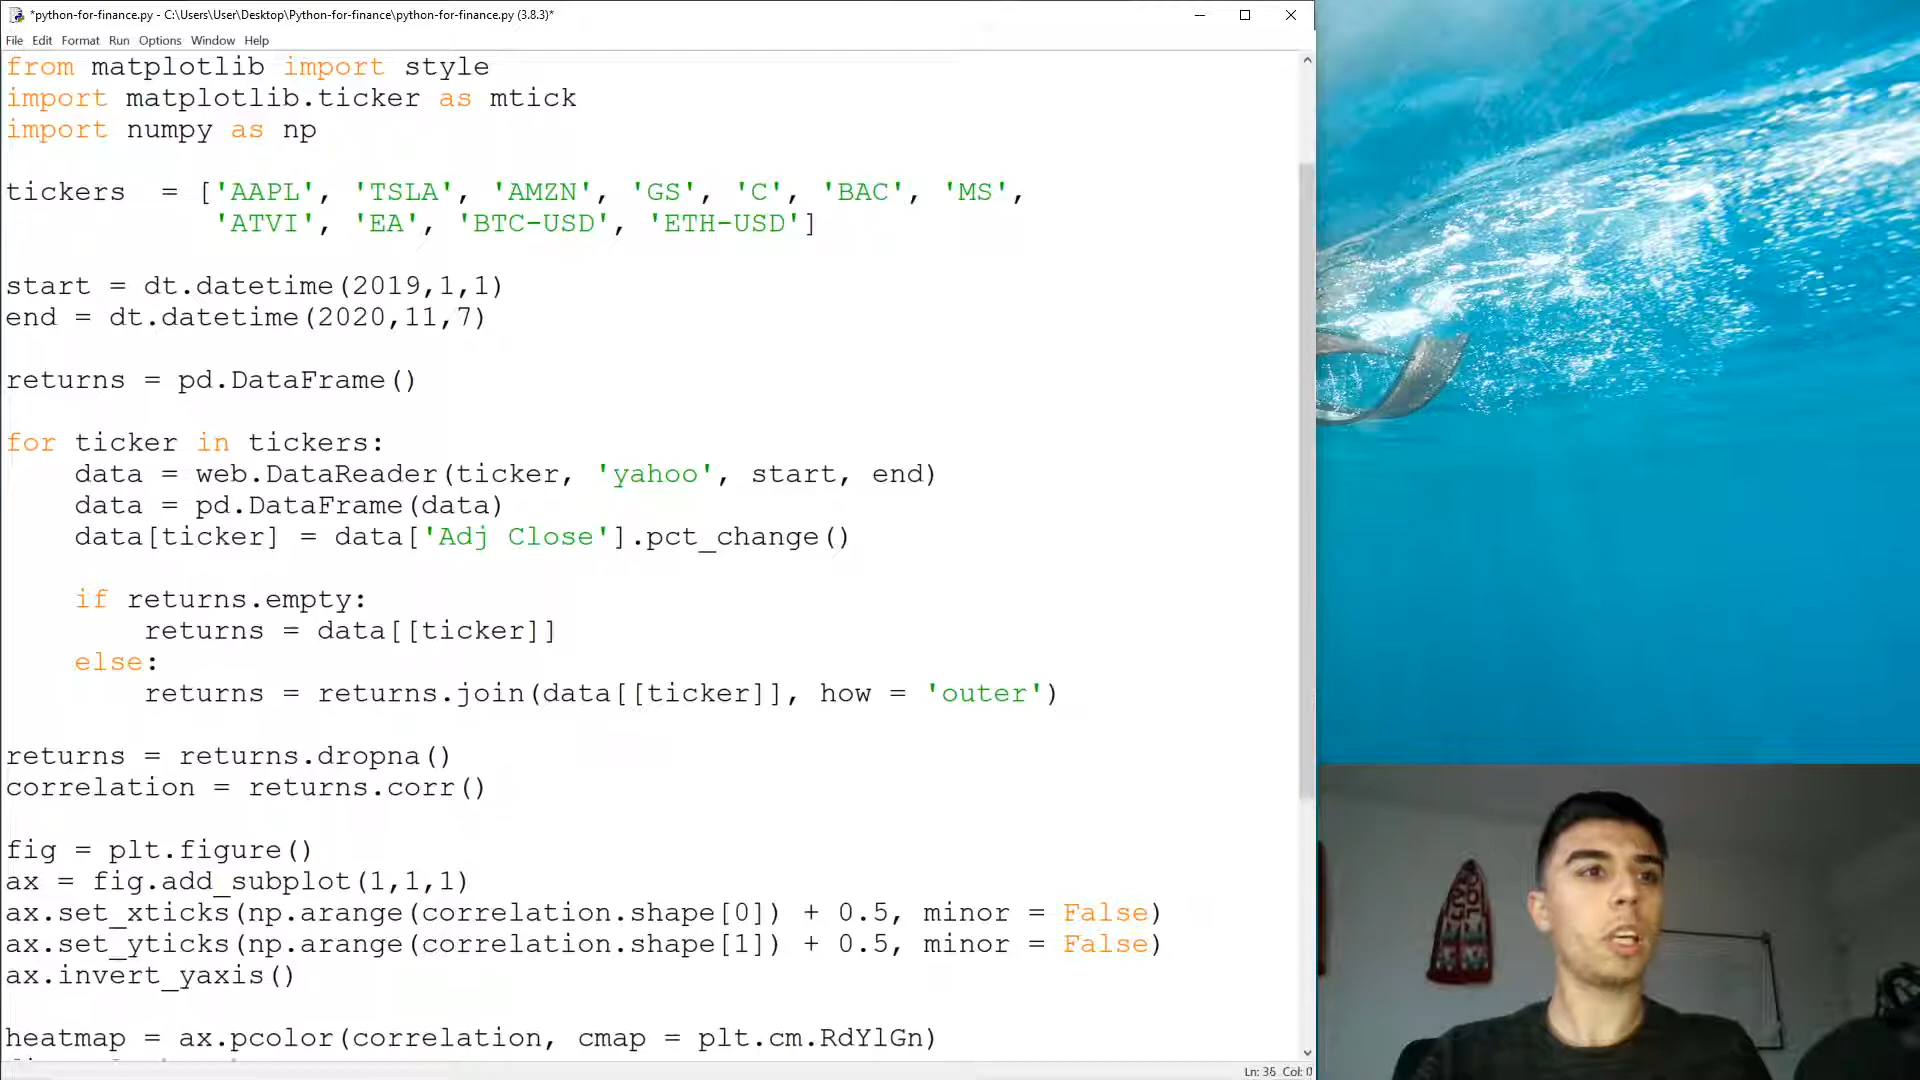 *python-for-finance.py - C:\Users\User\Desktop\Python-for-finance\python-for-finance.py (3.8.3)*
File Edit Format Run Options Window Help
from matplotlib import style
import matplotlib.ticker as mtick
import numpy as np
tickers  = ['AAPL', 'TSLA', 'AMZN', 'GS', 'C', 'BAC', 'MS',
            'ATVI', 'EA', 'BTC-USD', 'ETH-USD']
start = dt.datetime(2019,1,1)
end = dt.datetime(2020,11,7)
returns = pd.DataFrame()
for ticker in tickers:
    data = web.DataReader(ticker, 'yahoo', start, end)
    data = pd.DataFrame(data)
    data[ticker] = data['Adj Close'].pct_change()
    if returns.empty:
        returns = data[[ticker]]
    else:
        returns = returns.join(data[[ticker]], how = 'outer')
returns = returns.dropna()
correlation = returns.corr()
fig = plt.figure()
ax = fig.add_subplot(1,1,1)
ax.set_xticks(np.arange(correlation.shape[0]) + 0.5, minor = False)
ax.set_yticks(np.arange(correlation.shape[1]) + 0.5, minor = False)
ax.invert_yaxis()
heatmap = ax.pcolor(correlation, cmap = plt.cm.RdYlGn)
Ln: 36 Col: 0